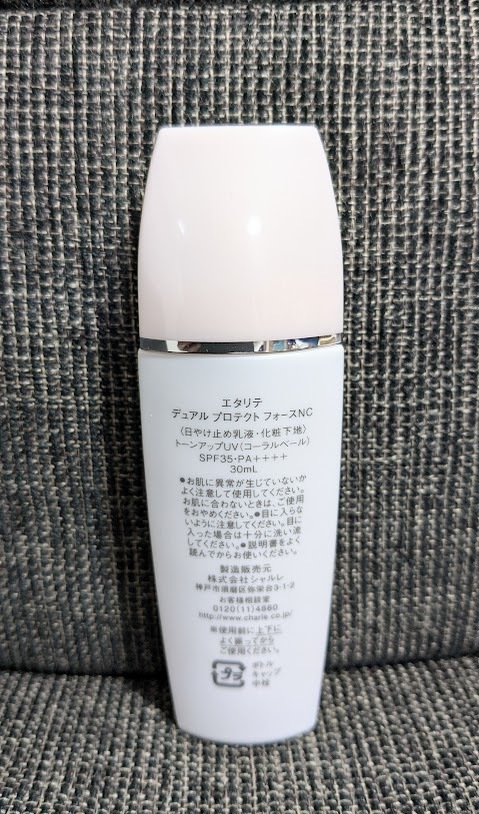 エタリテ
デュアル プロテクト フォースNC
〈日やけ止め乳液・化粧下地〉
トーンアップUV〈コーラルベール〉
SPF35・PA++++
30mL
●お肌に異常が生じていないか
よく注意して使用してください。
お肌に合わないときは、ご使用
をおやめください。●目に入らな
いように注意してください。目に
入った場合は十分に洗い流
してください。●説明書をよく
読んでからお使いください。
製造販売元
株式会社シャルレ
神戸市須磨区弥栄台3-1-2
お客様相談室
0120(11)4860
http://www.charle.co.jp/
※使用前に上下に
よく振ってから
ご使用ください。
プラ
ボトル
キャップ
中栓